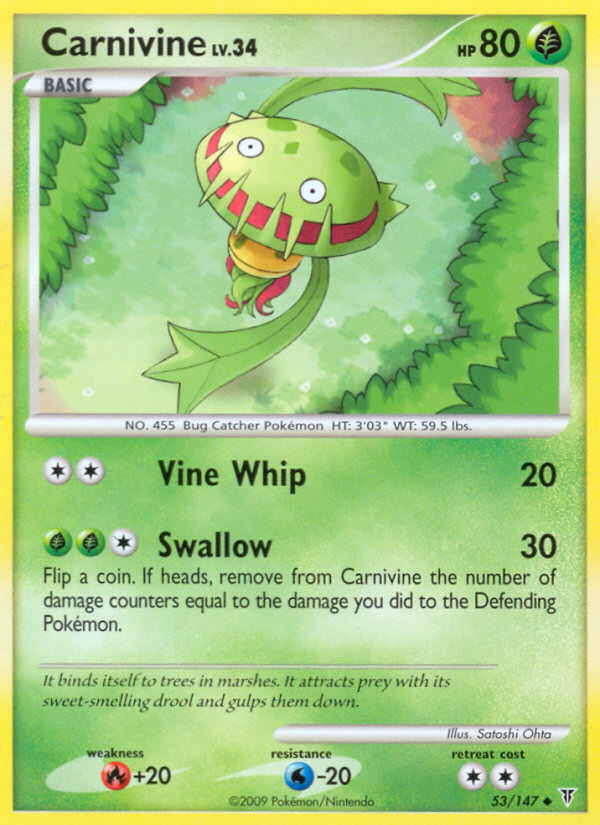 Carnivine LV.34
HP 80
BASIC
NO. 455 Bug Catcher Pokémon HT: 3'03" WT: 59.5 lbs.
Vine Whip 20
Swallow 30
Flip a coin. If heads, remove from Carnivine the number of
damage counters equal to the damage you did to the Defending
Pokémon.
It binds itself to trees in marshes. It attracts prey with its
sweet-smelling drool and gulps them down.
Illus. Satoshi Ohta
weakness resistance retreat cost
+20 -20
©2009 Pokémon/Nintendo 53/147